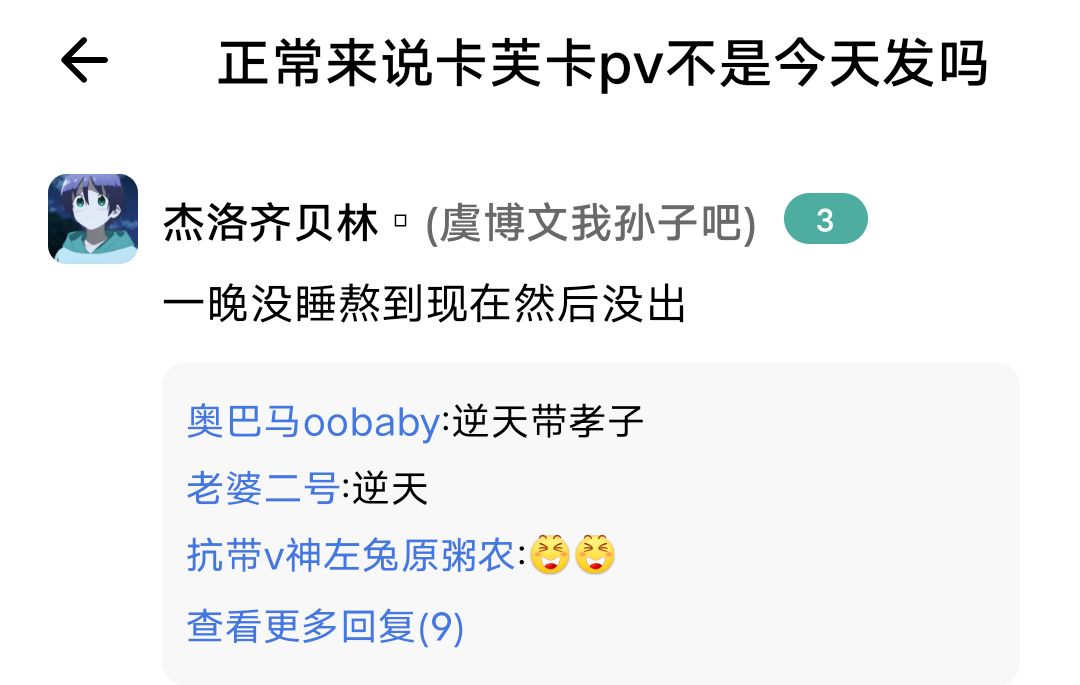 正常来说卡芙卡pv不是今天发吗
杰洛齐贝林▫(虞博文我孙子吧) 3
一晚没睡熬到现在然后没出
奥巴马oobaby:逆天带孝子
老婆二号:逆天
抗带v神左兔原粥农:😆😆
查看更多回复(9)